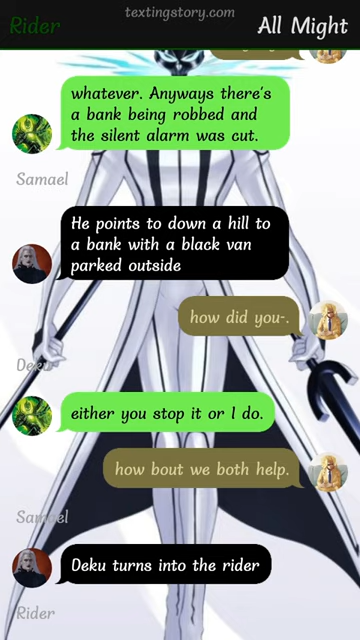 textingstory.com
Rider
All Might
whatever. Anyways there's
a bank being robbed and
the silent alarm was cut.
Samael
He points to down a hill to
a bank with a black van
parked outside
how did you-.
Deku
either you stop it or I do.
how bout we both help.
Samael
Deku turns into the rider
Rider